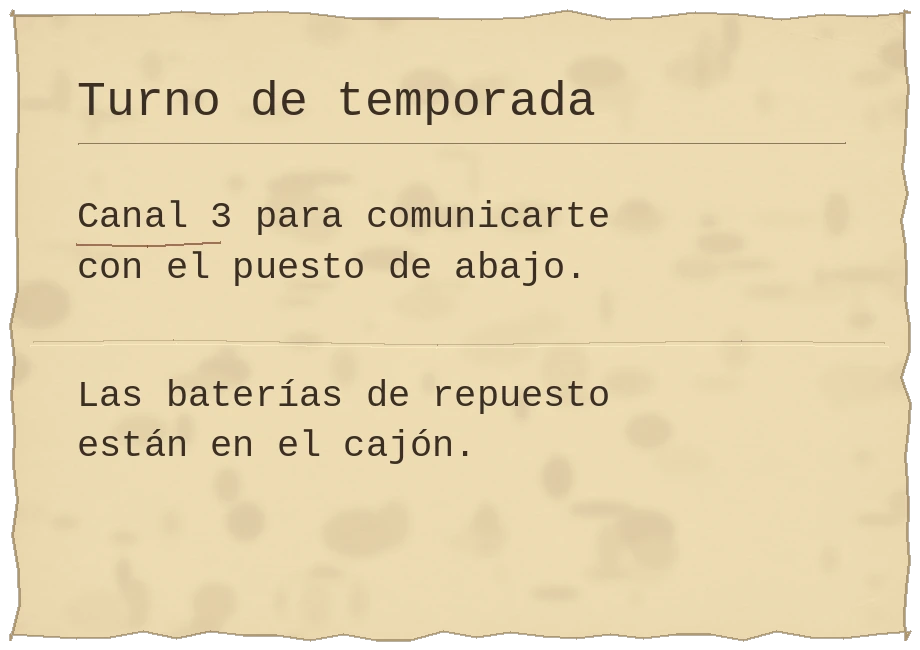 Turno de temporada
Canal 3 para comunicarte
con el puesto de abajo.
Las baterías de repuesto
están en el cajón.